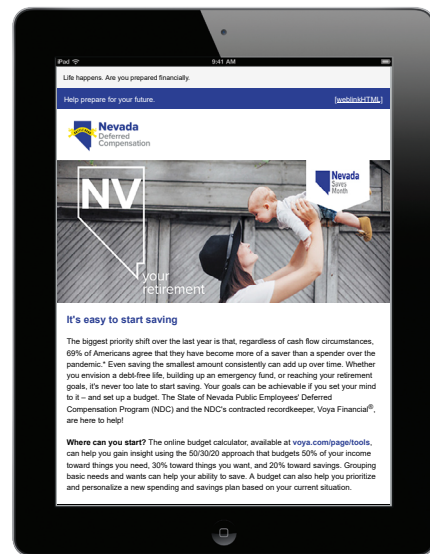 iPad
9:41 AM
Life happens. Are you prepared financially.
Help prepare for your future. [weblinkHTML]
Nevada
Deferred
Compensation
NV
your
retirement
Nevada
Saves
Month
It's easy to start saving
The biggest priority shift over the last year is that, regardless of cash flow circumstances,
69% of Americans agree that they have become more of a saver than a spender over the
pandemic.* Even saving the smallest amount consistently can add up over time. Whether
you envision a debt-free life, building up an emergency fund, or reaching your retirement
goals, it's never too late to start saving. Your goals can be achievable if you set your mind
to it – and set up a budget. The State of Nevada Public Employees' Deferred
Compensation Program (NDC) and the NDC's contracted recordkeeper, Voya Financial®,
are here to help!
Where can you start? The online budget calculator, available at voya.com/page/tools,
can help you gain insight using the 50/30/20 approach that budgets 50% of your income
toward things you need, 30% toward things you want, and 20% toward savings. Grouping
basic needs and wants can help your ability to save. A budget can also help you prioritize
and personalize a new spending and savings plan based on your current situation.